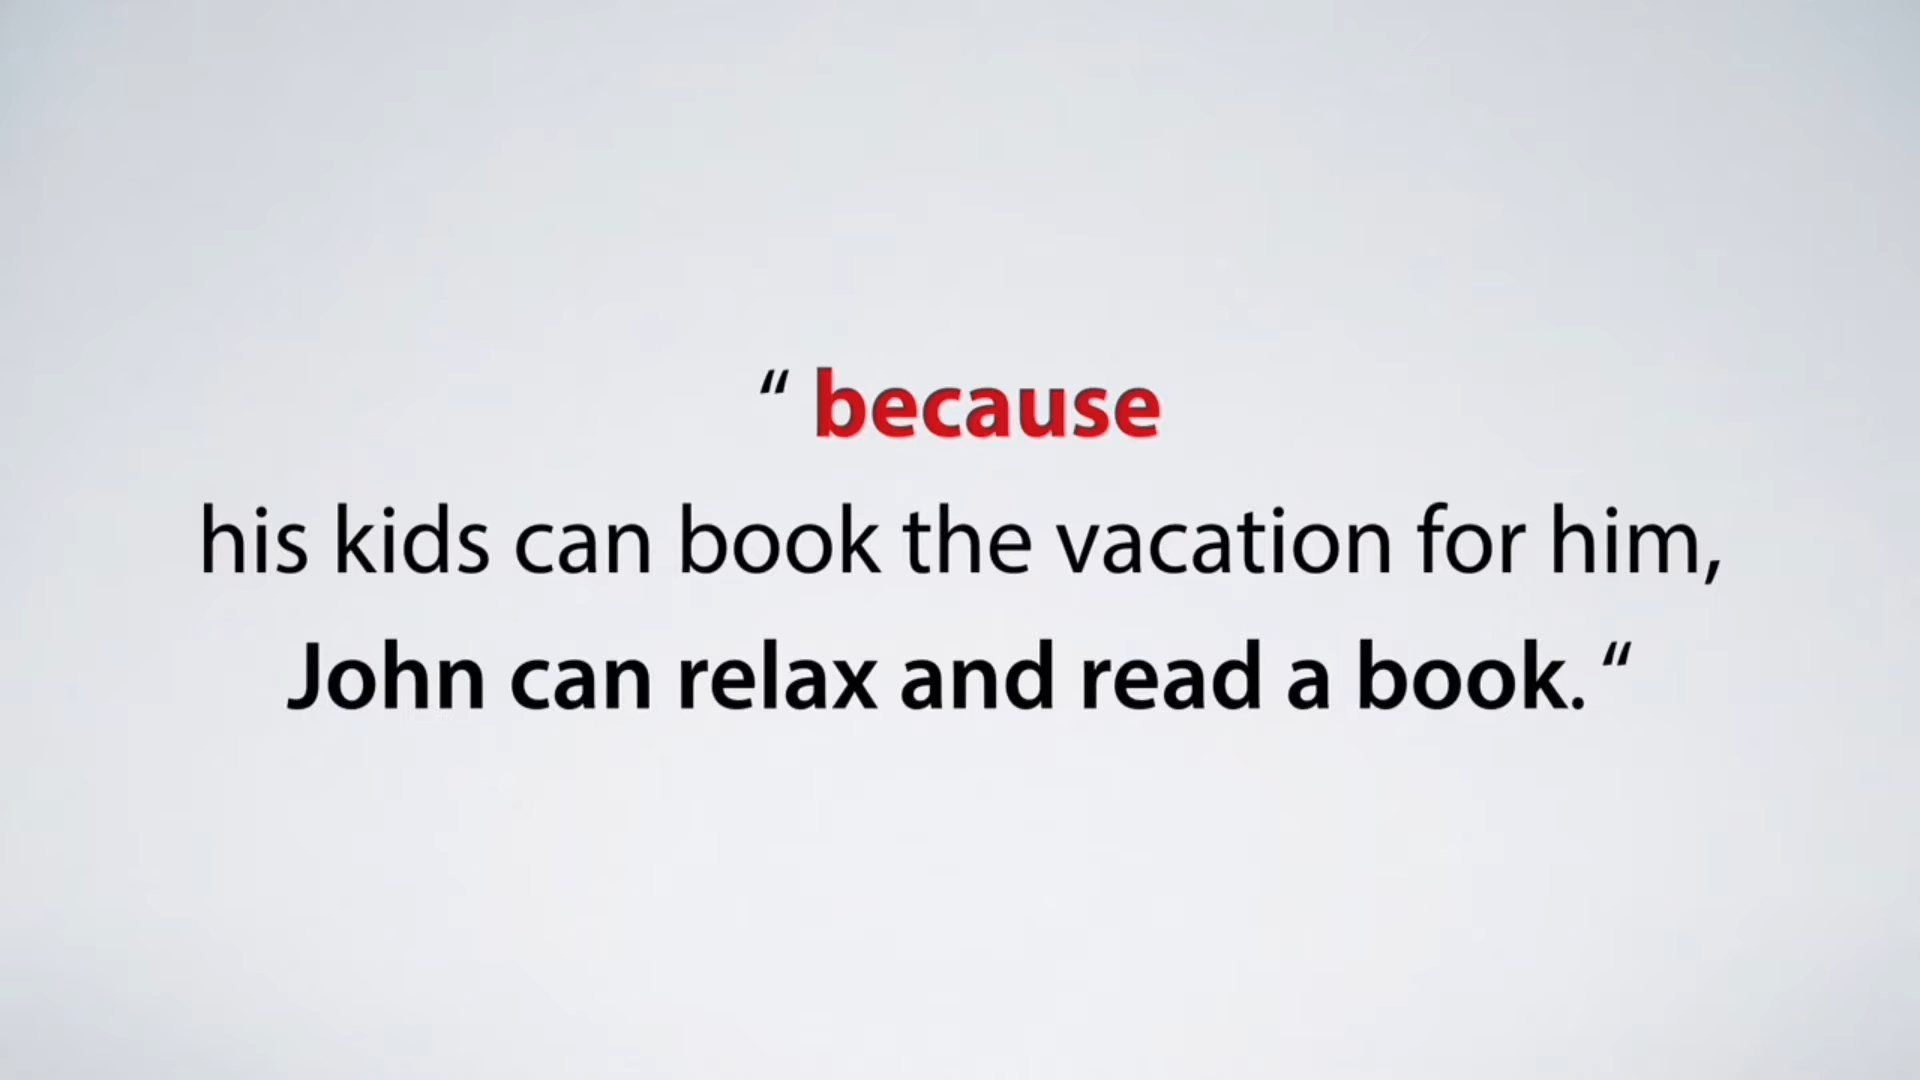 “ because
his kids can book the vacation for him,
John can relax and read a book. “